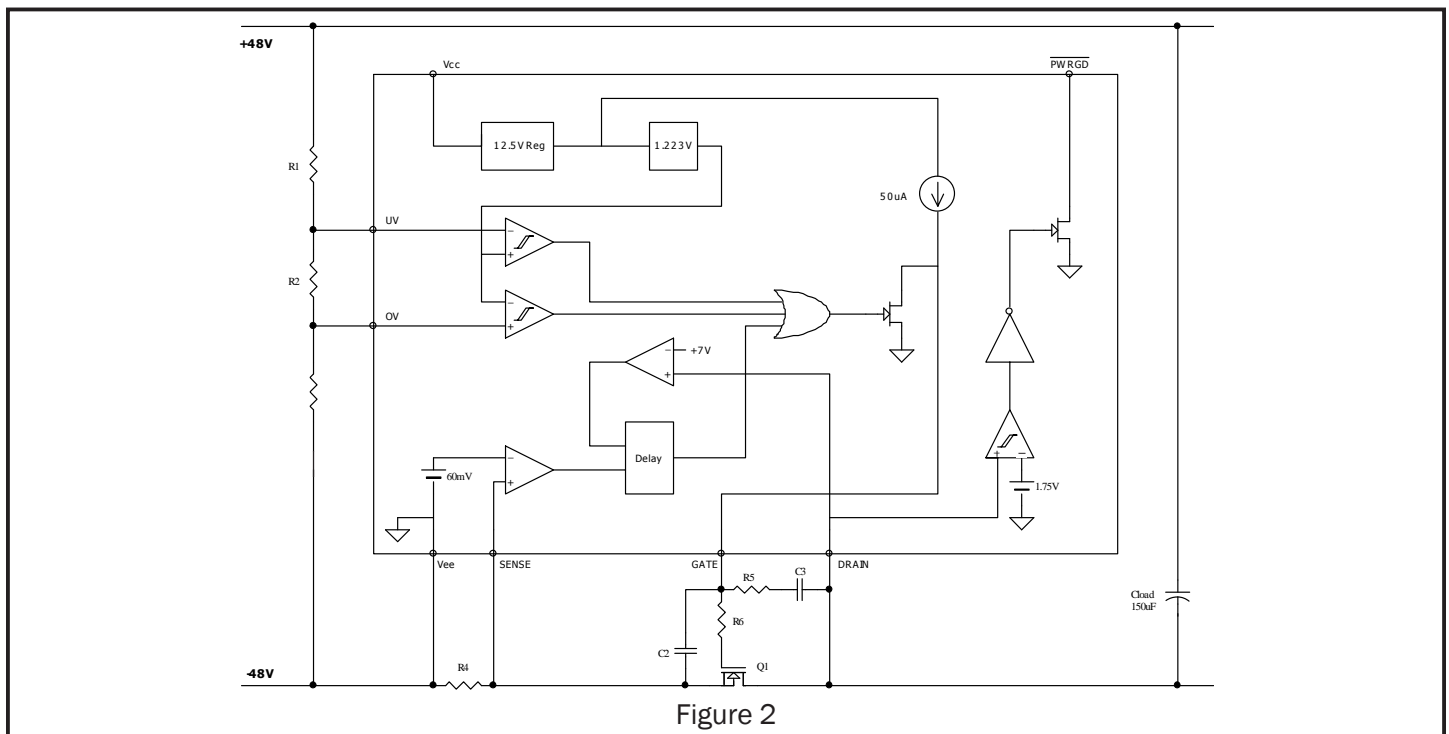 +48V
Vcc
PWRGD
12.5V Reg
1.223V
R1
50uA
UV
−
+
R2
−
OV
+
− +7V
+
Delay
−
60mV
+
+ −
1.75V
Vee
SENSE
GATE
DRAIN
R5
C3
Cload
150uF
R6
C2
Q1
R4
-48V
Figure 2